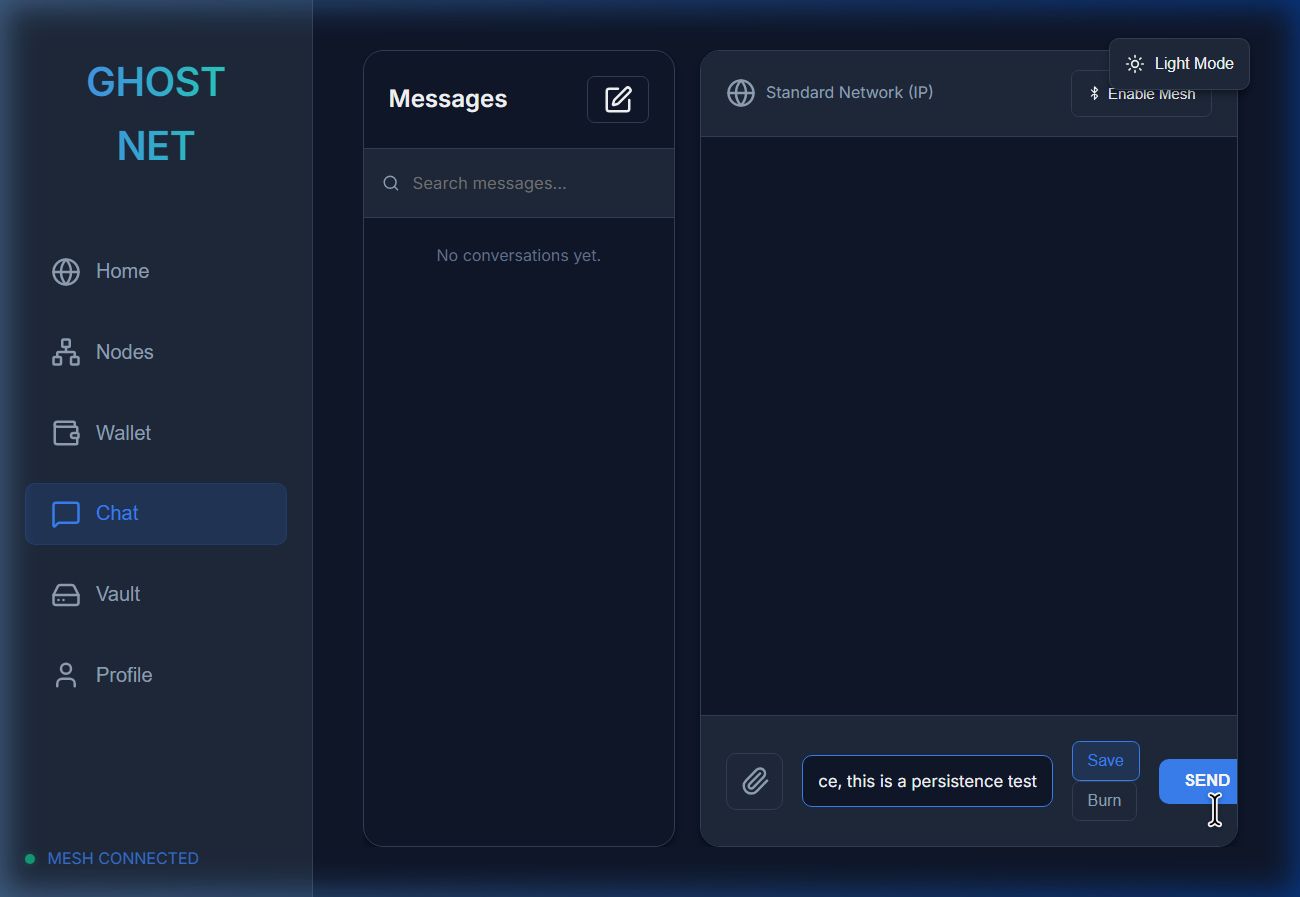 GHOST
NET
Home
Nodes
Wallet
Chat
Vault
Profile
MESH CONNECTED
Messages
Search messages...
No conversations yet.
Standard Network (IP)
Light Mode
Enable Mesh
ce, this is a persistence test
Save
Burn
SEND